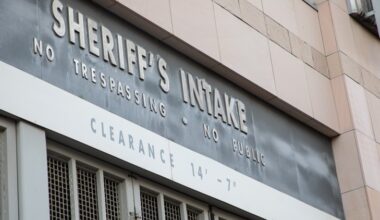 SHERIFF'S INTAKE
NO TRESPASSING • NO PUBLIC
CLEARANCE 14' - 7"